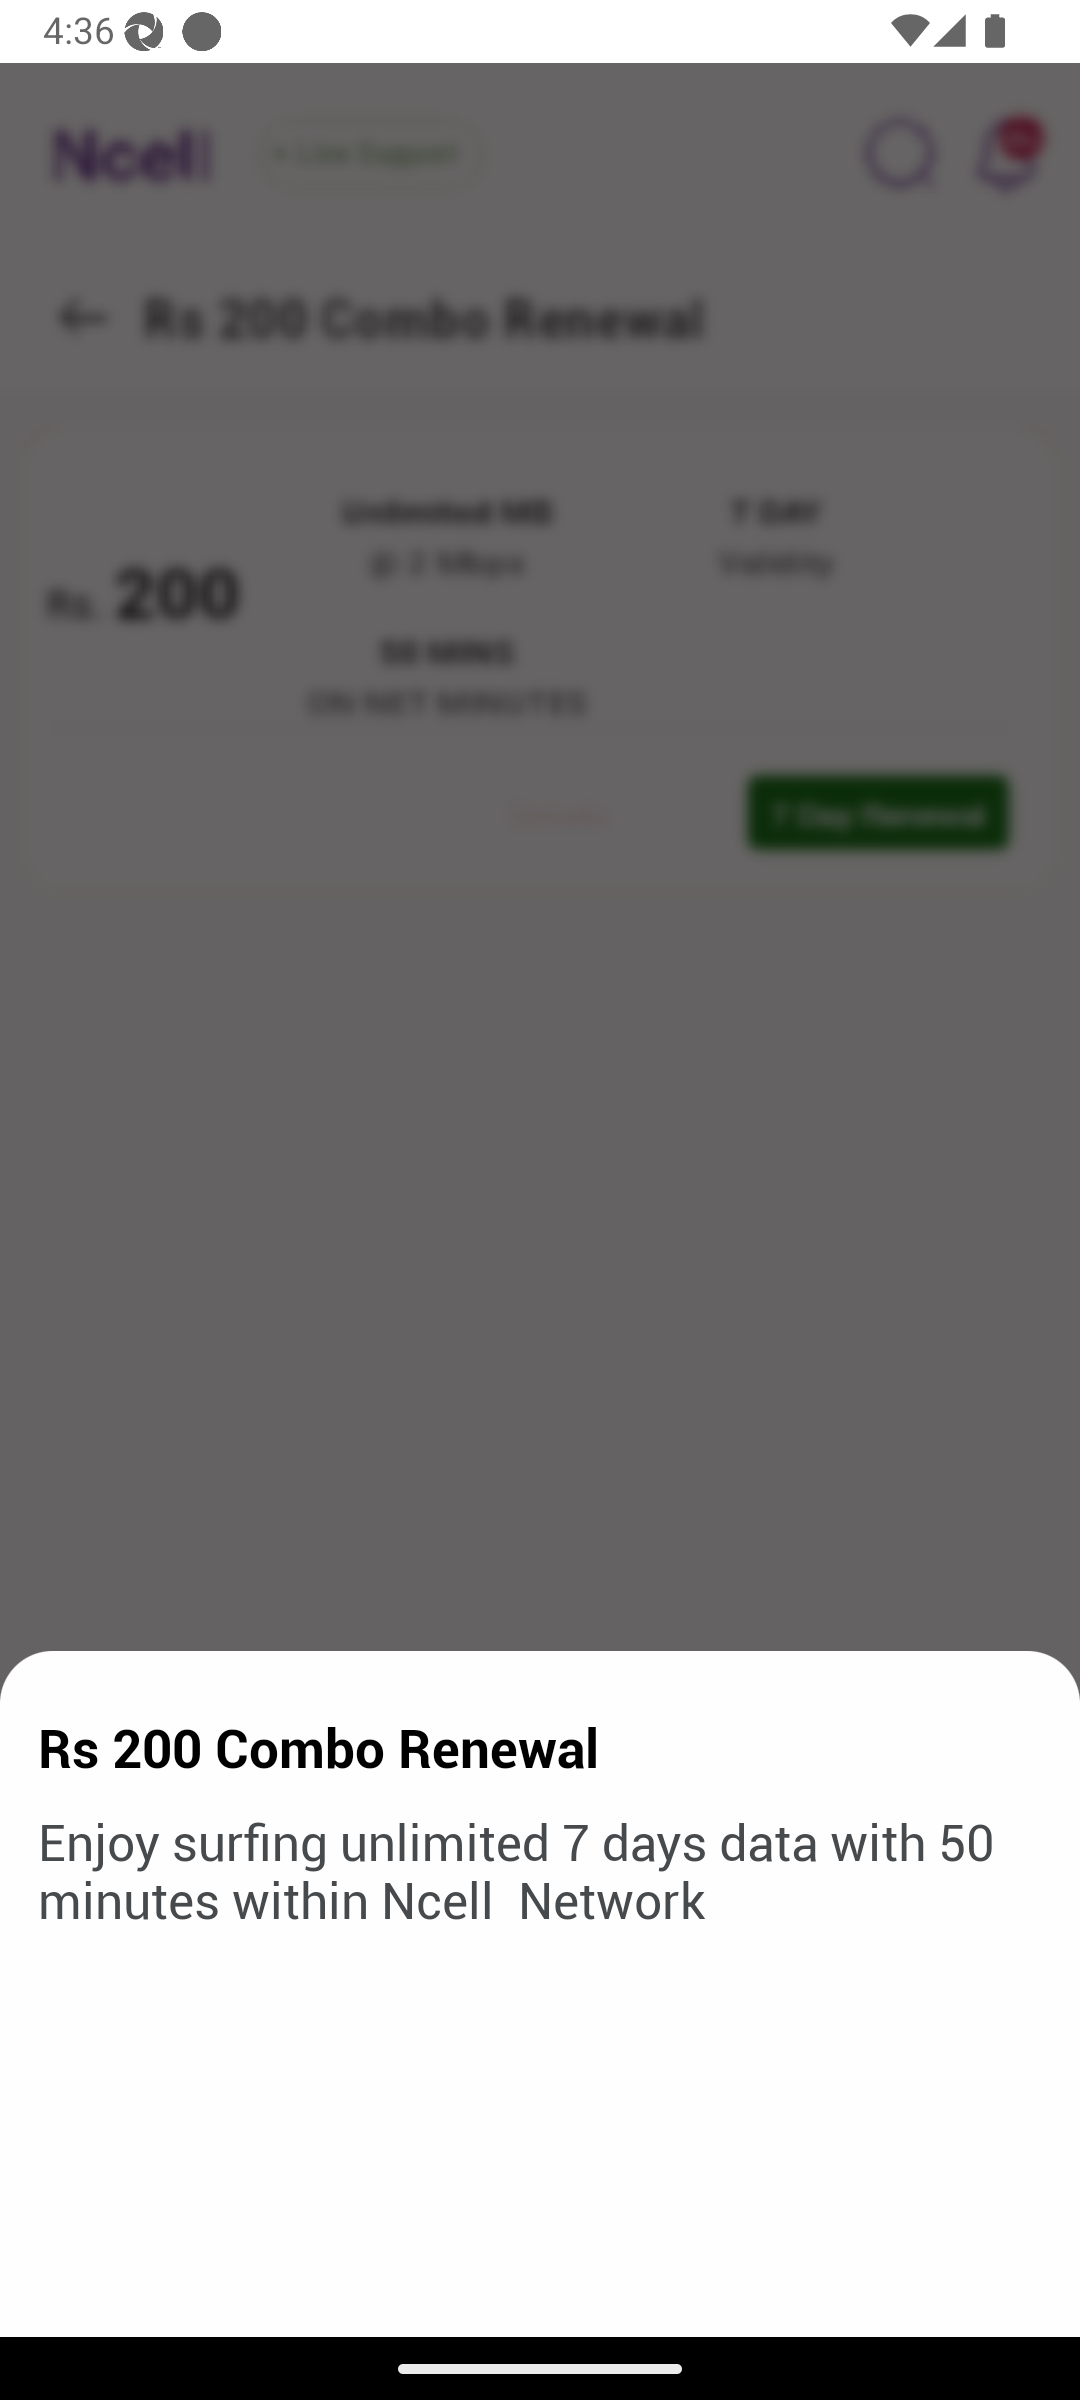 4:36
Ncell
• Live Support
Rs 200 Combo Renewal
Unlimited MB
7 DAY
@ 2 Mbps
Validity
Rs. 200
50 MINS
ON NET MINUTES
7 Day Renewal
Rs 200 Combo Renewal
Enjoy surfing unlimited 7 days data with 50
minutes within Ncell  Network